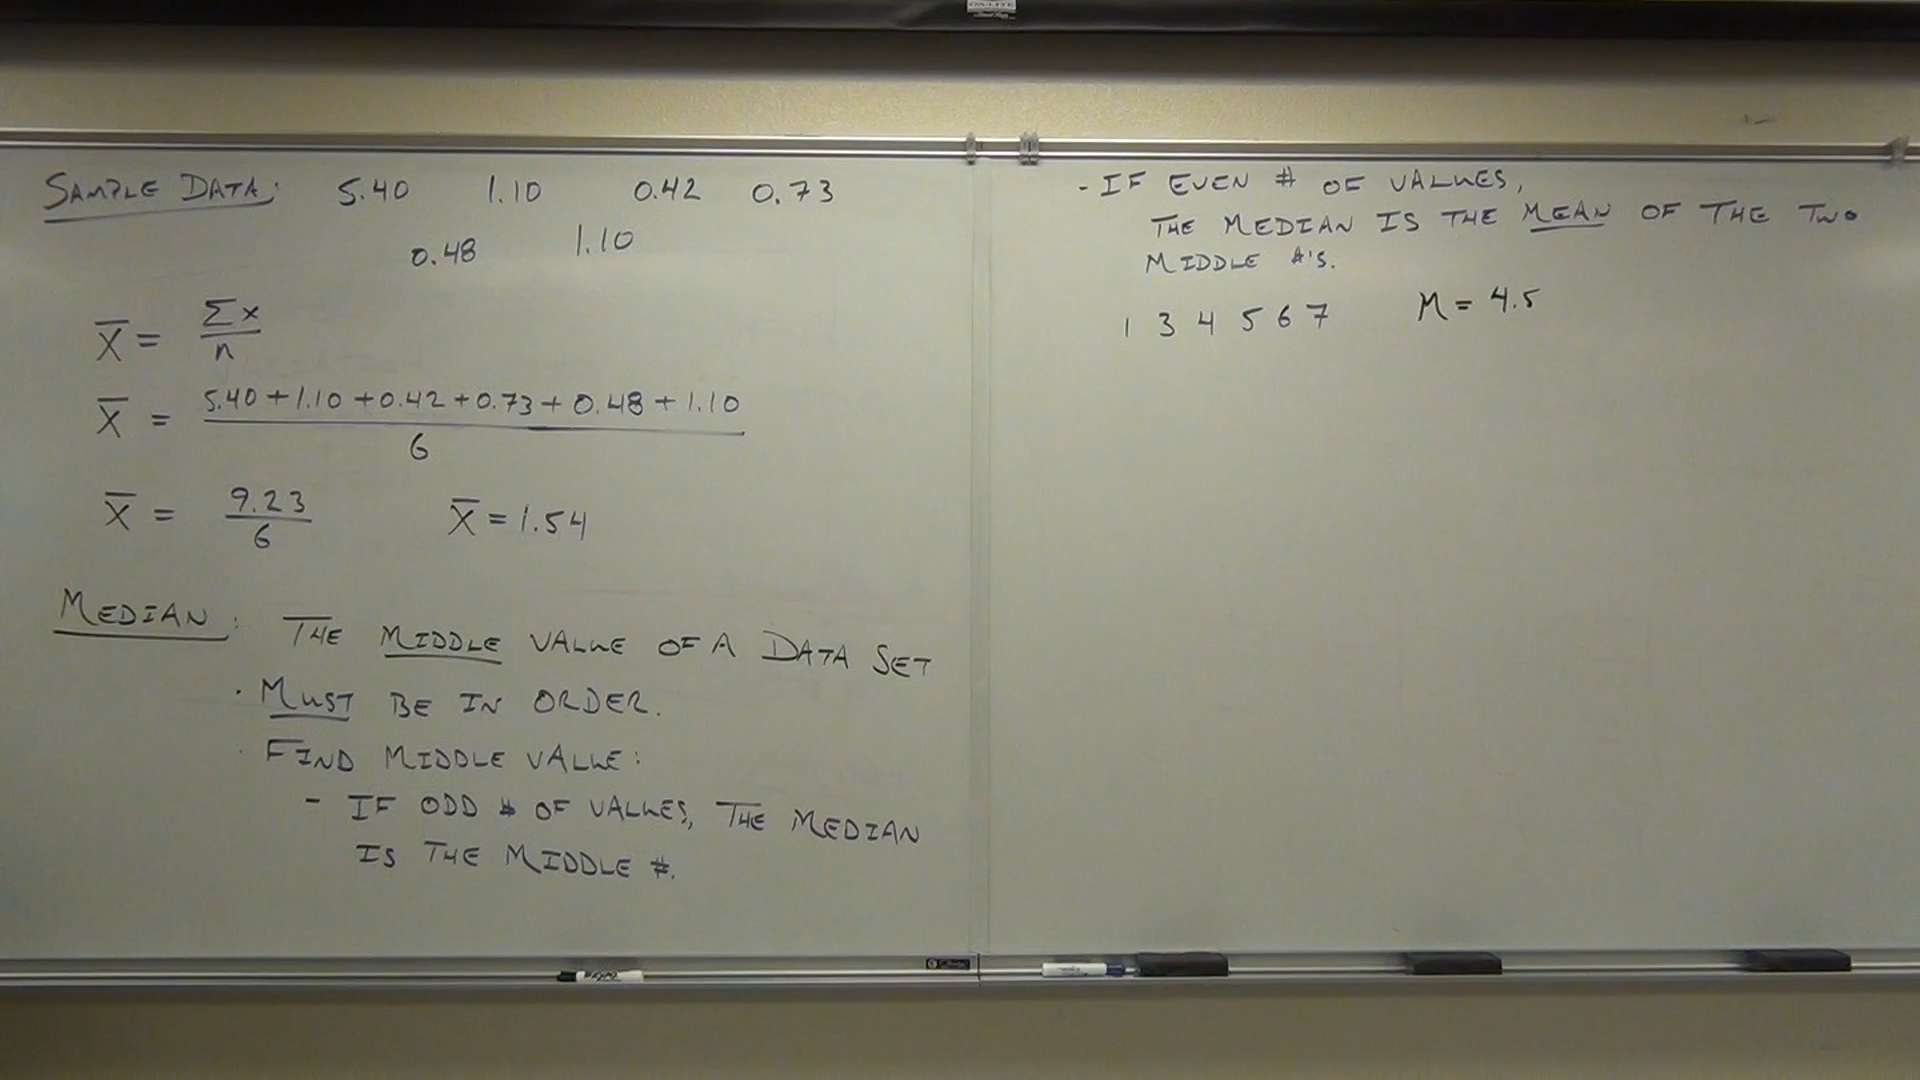 SAMPLE DATA: 5.40 1.10 0.42 0.73
0.48 1.10
x̄ = Σx/n
x̄ = 5.40+1.10+0.42+0.73+0.48+1.10 / 6
x̄ = 9.23/6 x̄ = 1.54
MEDIAN: THE MIDDLE VALUE OF A DATA SET
· MUST BE IN ORDER.
· FIND MIDDLE VALUE:
- IF ODD # OF VALUES, THE MEDIAN
IS THE MIDDLE #.
- IF EVEN # OF VALUES,
THE MEDIAN IS THE MEAN OF THE TWO
MIDDLE #'S.
1 3 4 5 6 7 M = 4.5